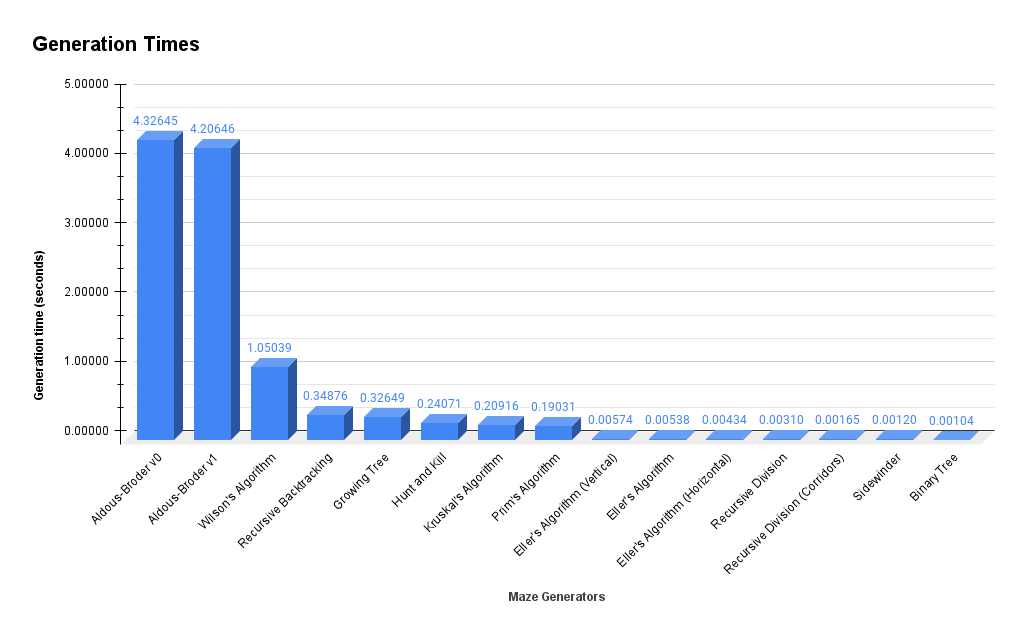 Generation Times
Generation time (seconds)
5.00000
4.00000
3.00000
2.00000
1.00000
0.00000
4.32645
4.20646
1.05039
0.34876
0.32649
0.24071
0.20916
0.19031
0.00574
0.00538
0.00434
0.00310
0.00165
0.00120
0.00104
Aldous-Broder v0
Aldous-Broder v1
Wilson's Algorithm
Recursive Backtracking
Growing Tree
Hunt and Kill
Kruskal's Algorithm
Prim's Algorithm
Eller's Algorithm (Vertical)
Eller's Algorithm
Eller's Algorithm (Horizontal)
Recursive Division
Recursive Division (Corridors)
Sidewinder
Binary Tree
Maze Generators